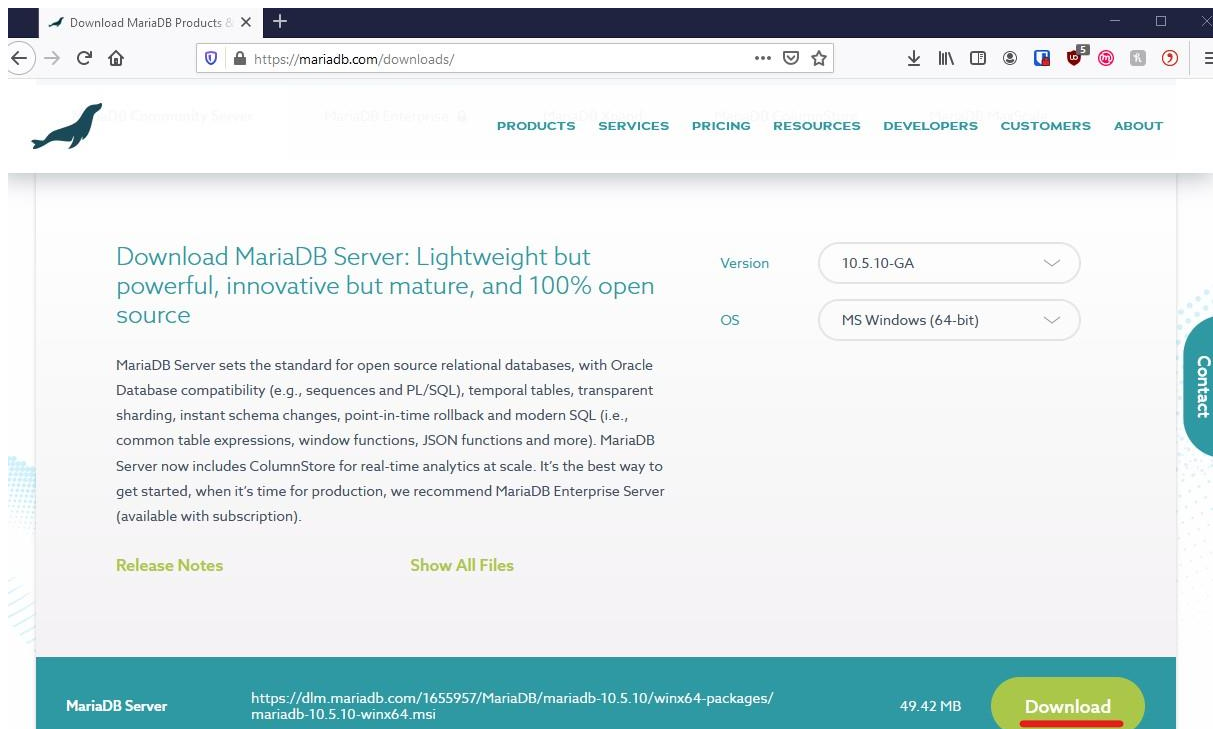 Download MariaDB Products &
https://mariadb.com/downloads/
5
MariaDB Community Server
MariaDB Enterprise
PRODUCTS SERVICES PRICING RESOURCES DEVELOPERS CUSTOMERS ABOUT
Download MariaDB Server: Lightweight but
powerful, innovative but mature, and 100% open
source
Version 10.5.10-GA
OS MS Windows (64-bit)
MariaDB Server sets the standard for open source relational databases, with Oracle
Database compatibility (e.g., sequences and PL/SQL), temporal tables, transparent
sharding, instant schema changes, point-in-time rollback and modern SQL (i.e.,
common table expressions, window functions, JSON functions and more). MariaDB
Server now includes ColumnStore for real-time analytics at scale. It’s the best way to
get started, when it’s time for production, we recommend MariaDB Enterprise Server
(available with subscription).
Release Notes Show All Files
Contact
MariaDB Server
https://dlm.mariadb.com/1655957/MariaDB/mariadb-10.5.10/winx64-packages/
mariadb-10.5.10-winx64.msi
49.42 MB
Download